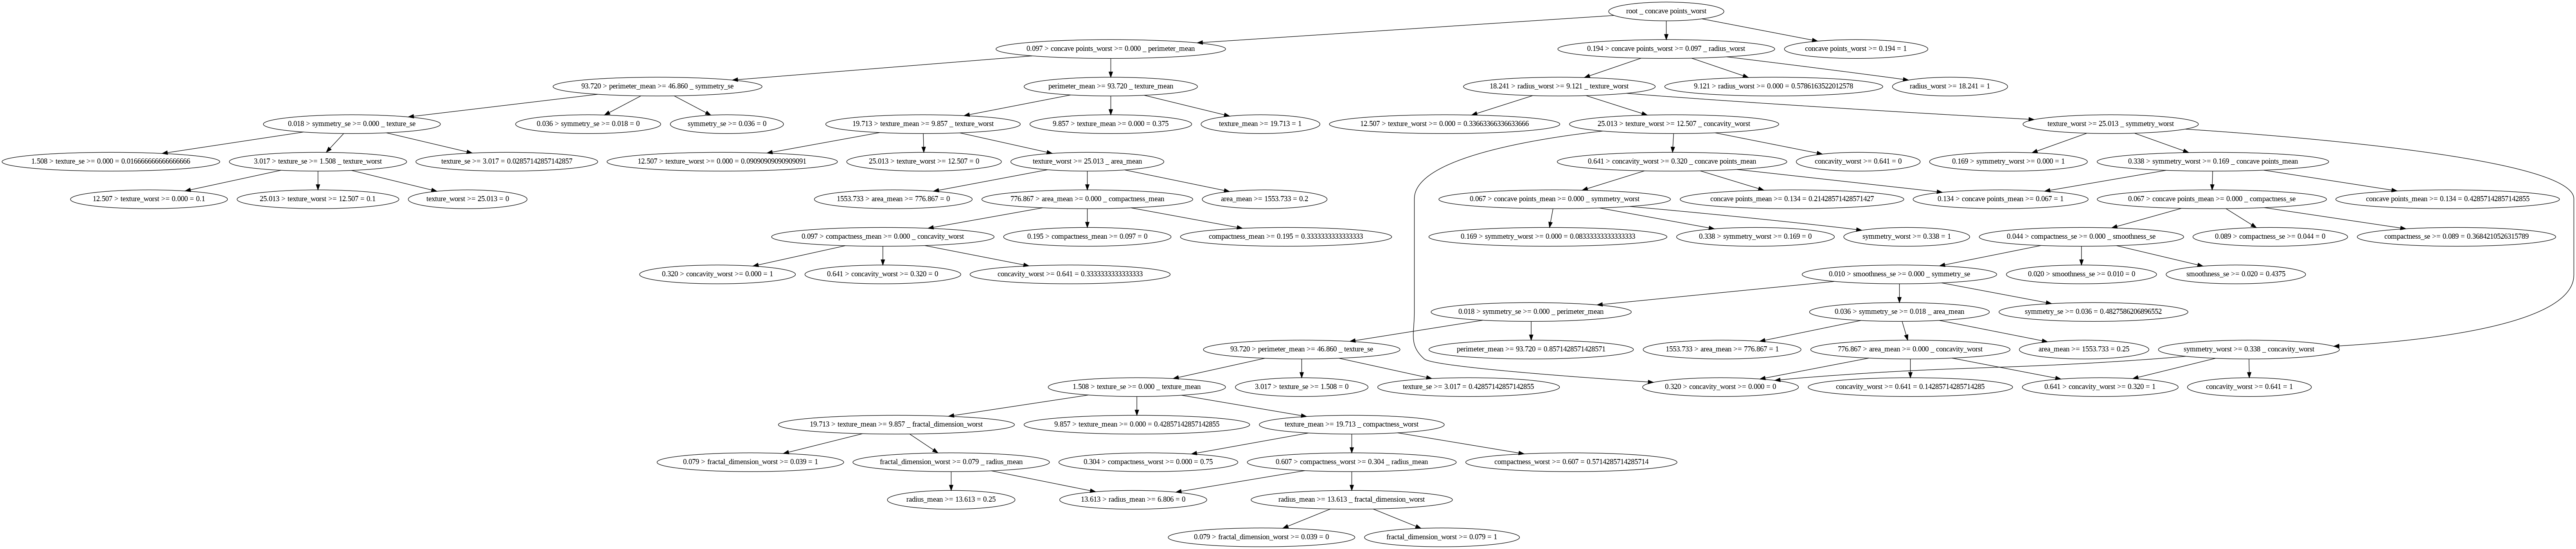 root _ concave points_worst
0.097 > concave points_worst >= 0.000 _ perimeter_mean
0.194 > concave points_worst >= 0.097 _ radius_worst
concave points_worst >= 0.194 = 1
93.720 > perimeter_mean >= 46.860 _ symmetry_se
perimeter_mean >= 93.720 _ texture_mean
18.241 > radius_worst >= 9.121 _ texture_worst
9.121 > radius_worst >= 0.000 = 0.5786163522012578
radius_worst >= 18.241 = 1
0.018 > symmetry_se >= 0.000 _ texture_se
0.036 > symmetry_se >= 0.018 = 0
symmetry_se >= 0.036 = 0
19.713 > texture_mean >= 9.857 _ texture_worst
9.857 > texture_mean >= 0.000 = 0.375
texture_mean >= 19.713 = 1
12.507 > texture_worst >= 0.000 = 0.33663366336633666
25.013 > texture_worst >= 12.507 _ concavity_worst
texture_worst >= 25.013 _ symmetry_worst
1.508 > texture_se >= 0.000 = 0.016666666666666666
3.017 > texture_se >= 1.508 _ texture_worst
texture_se >= 3.017 = 0.02857142857142857
12.507 > texture_worst >= 0.000 = 0.09090909090909091
25.013 > texture_worst >= 12.507 = 0
texture_worst >= 25.013 _ area_mean
0.641 > concavity_worst >= 0.320 _ concave points_mean
concavity_worst >= 0.641 = 0
0.169 > symmetry_worst >= 0.000 = 1
0.338 > symmetry_worst >= 0.169 _ concave points_mean
12.507 > texture_worst >= 0.000 = 0.1
25.013 > texture_worst >= 12.507 = 0.1
texture_worst >= 25.013 = 0
1553.733 > area_mean >= 776.867 = 0
776.867 > area_mean >= 0.000 _ compactness_mean
area_mean >= 1553.733 = 0.2
0.067 > concave points_mean >= 0.000 _ symmetry_worst
concave points_mean >= 0.134 = 0.21428571428571427
0.134 > concave points_mean >= 0.067 = 1
0.067 > concave points_mean >= 0.000 _ compactness_se
concave points_mean >= 0.134 = 0.42857142857142855
0.097 > compactness_mean >= 0.000 _ concavity_worst
0.195 > compactness_mean >= 0.097 = 0
compactness_mean >= 0.195 = 0.3333333333333333
0.169 > symmetry_worst >= 0.000 = 0.08333333333333333
0.338 > symmetry_worst >= 0.169 = 0
symmetry_worst >= 0.338 = 1
0.044 > compactness_se >= 0.000 _ smoothness_se
0.089 > compactness_se >= 0.044 = 0
compactness_se >= 0.089 = 0.3684210526315789
0.320 > concavity_worst >= 0.000 = 1
0.641 > concavity_worst >= 0.320 = 0
concavity_worst >= 0.641 = 0.3333333333333333
0.010 > smoothness_se >= 0.000 _ symmetry_se
0.020 > smoothness_se >= 0.010 = 0
smoothness_se >= 0.020 = 0.4375
0.018 > symmetry_se >= 0.000 _ perimeter_mean
0.036 > symmetry_se >= 0.018 _ area_mean
symmetry_se >= 0.036 = 0.4827586206896552
93.720 > perimeter_mean >= 46.860 _ texture_se
perimeter_mean >= 93.720 = 0.8571428571428571
1553.733 > area_mean >= 776.867 = 1
776.867 > area_mean >= 0.000 _ concavity_worst
area_mean >= 1553.733 = 0.25
symmetry_worst >= 0.338 _ concavity_worst
1.508 > texture_se >= 0.000 _ texture_mean
3.017 > texture_se >= 1.508 = 0
texture_se >= 3.017 = 0.42857142857142855
0.320 > concavity_worst >= 0.000 = 0
concavity_worst >= 0.641 = 0.14285714285714285
0.641 > concavity_worst >= 0.320 = 1
concavity_worst >= 0.641 = 1
19.713 > texture_mean >= 9.857 _ fractal_dimension_worst
9.857 > texture_mean >= 0.000 = 0.42857142857142855
texture_mean >= 19.713 _ compactness_worst
0.079 > fractal_dimension_worst >= 0.039 = 1
fractal_dimension_worst >= 0.079 _ radius_mean
0.304 > compactness_worst >= 0.000 = 0.75
0.607 > compactness_worst >= 0.304 _ radius_mean
compactness_worst >= 0.607 = 0.5714285714285714
radius_mean >= 13.613 = 0.25
13.613 > radius_mean >= 6.806 = 0
radius_mean >= 13.613 _ fractal_dimension_worst
0.079 > fractal_dimension_worst >= 0.039 = 0
fractal_dimension_worst >= 0.079 = 1